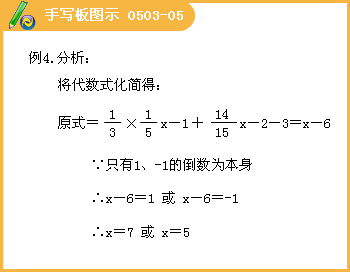 手写板图示 0503-05
例4.分析：
将代数式化简得：
原式＝1/3×1/5x－1＋14/15x－2－3＝x－6
∵只有1、-1的倒数为本身
∴x－6＝1 或 x－6＝-1
∴x＝7 或 x＝5